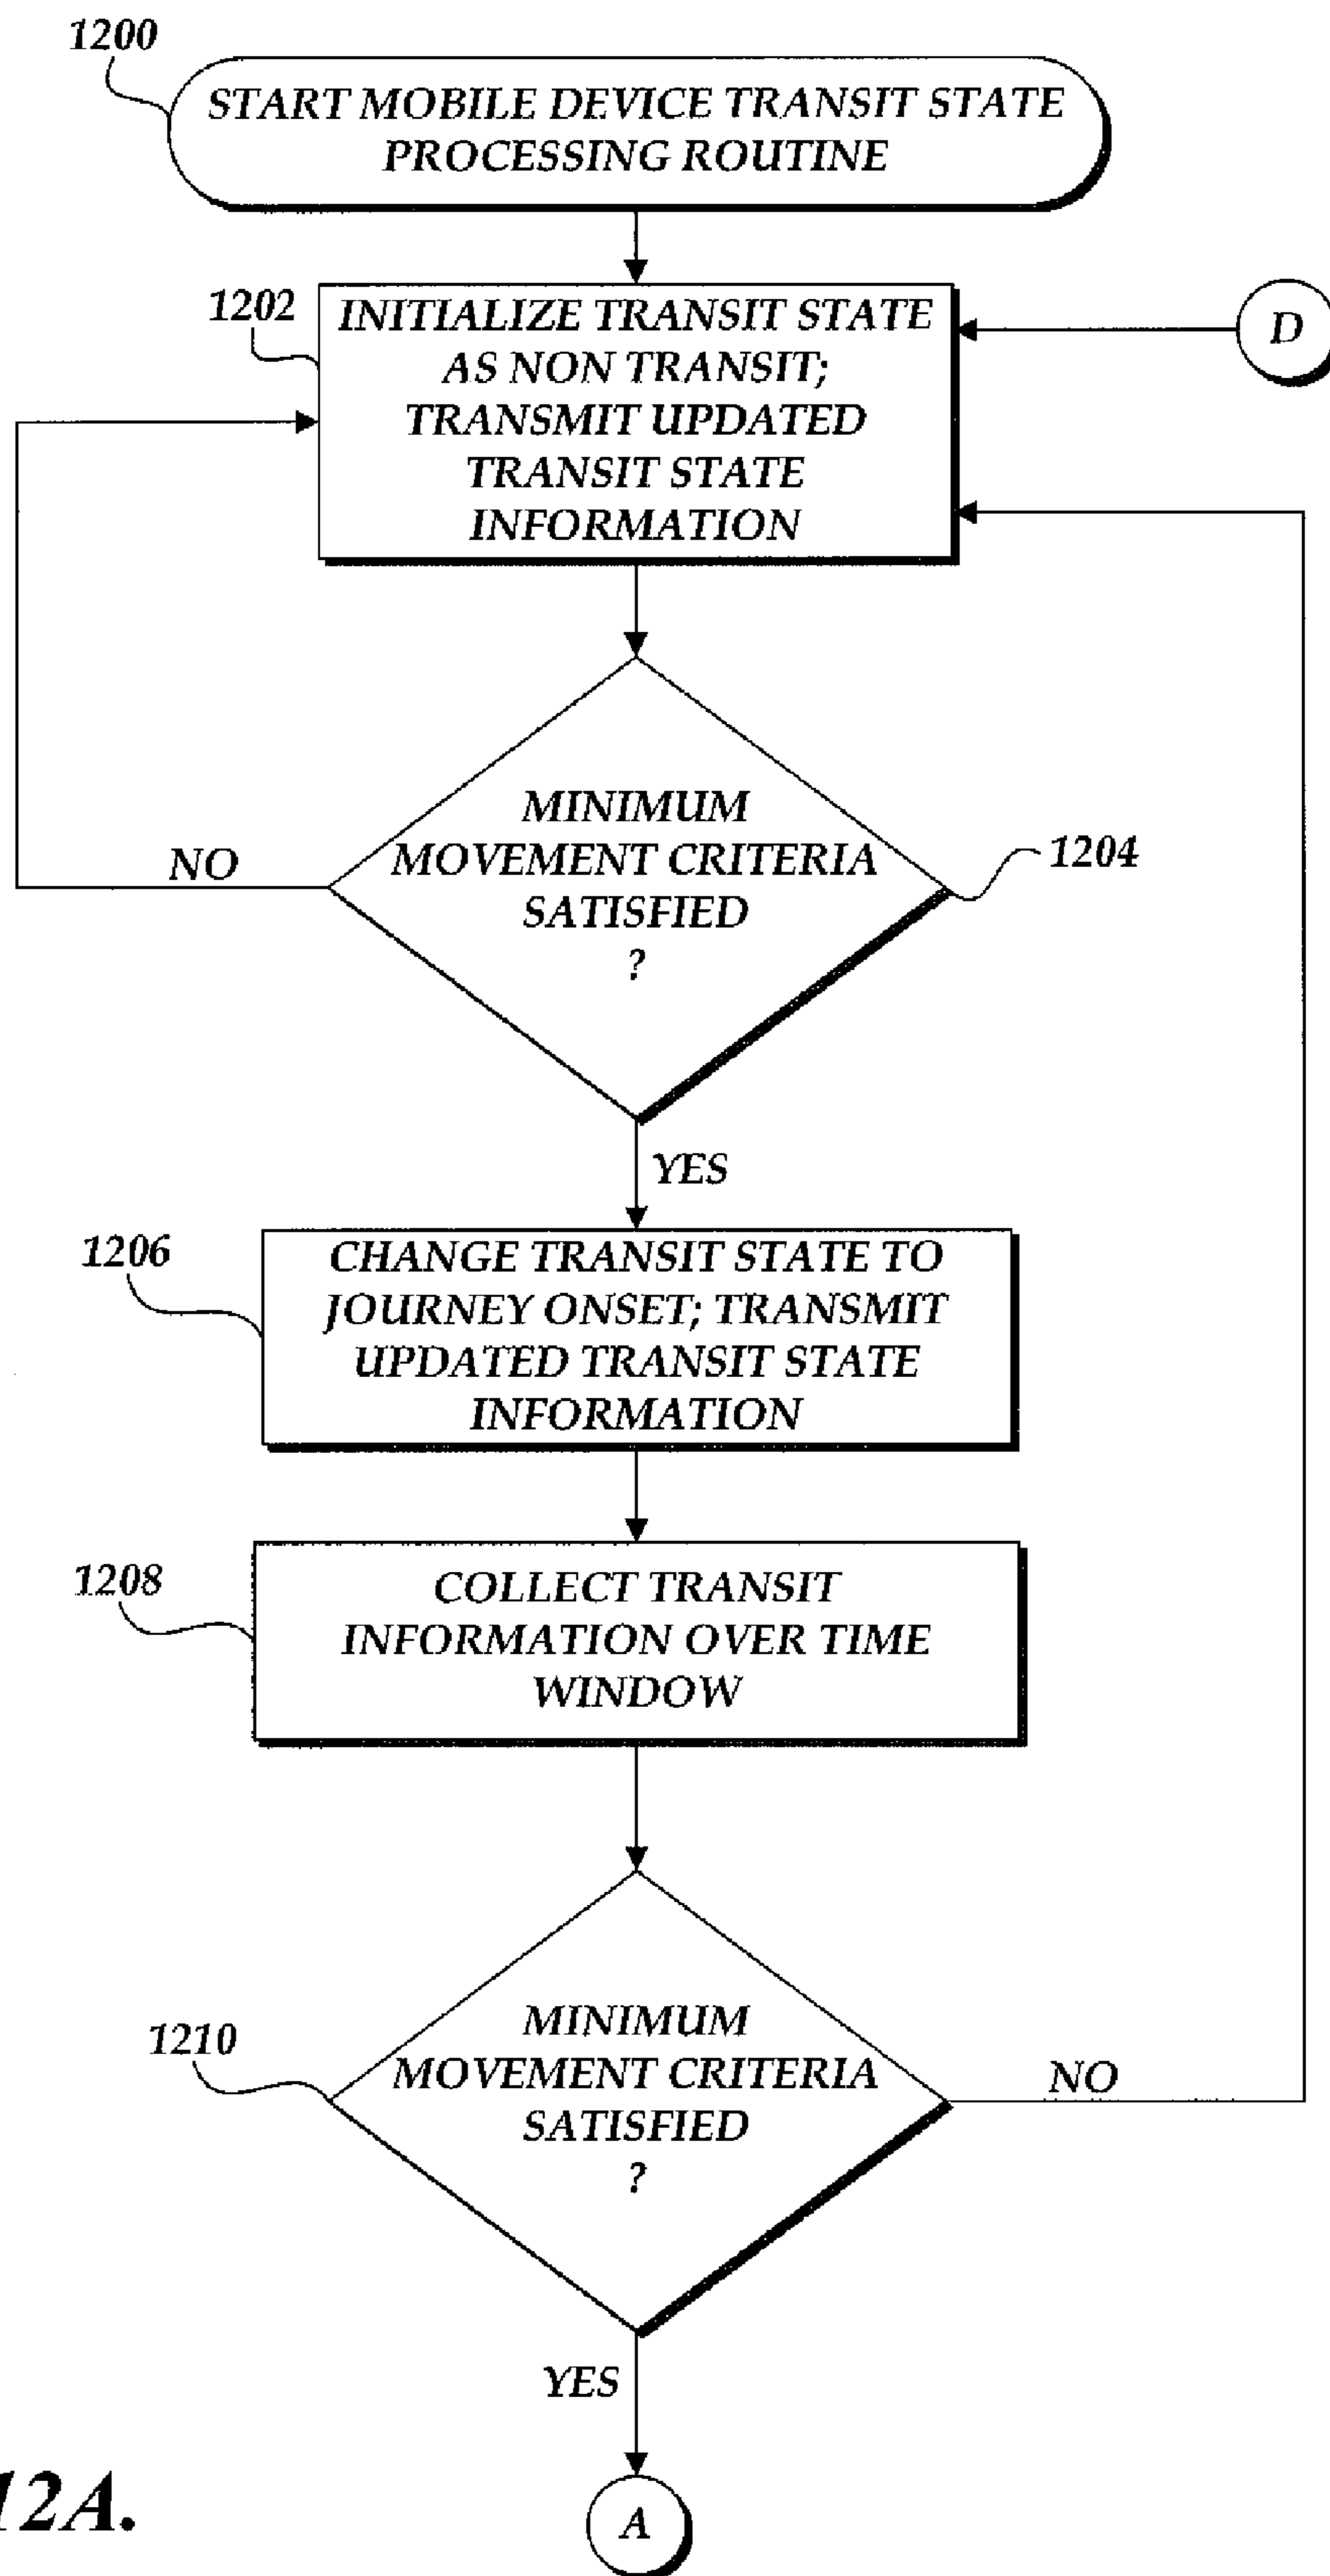 1200
START MOBILE DEVICE TRANSIT STATE
PROCESSING ROUTINE
1202
INITIALIZE TRANSIT STATE
AS NON TRANSIT;
TRANSMIT UPDATED
TRANSIT STATE
INFORMATION
D
MINIMUM
MOVEMENT CRITERIA
SATISFIED
?
1204
NO
YES
1206
CHANGE TRANSIT STATE TO
JOURNEY ONSET; TRANSMIT
UPDATED TRANSIT STATE
INFORMATION
1208
COLLECT TRANSIT
INFORMATION OVER TIME
WINDOW
1210
MINIMUM
MOVEMENT CRITERIA
SATISFIED
?
NO
YES
A
12A.